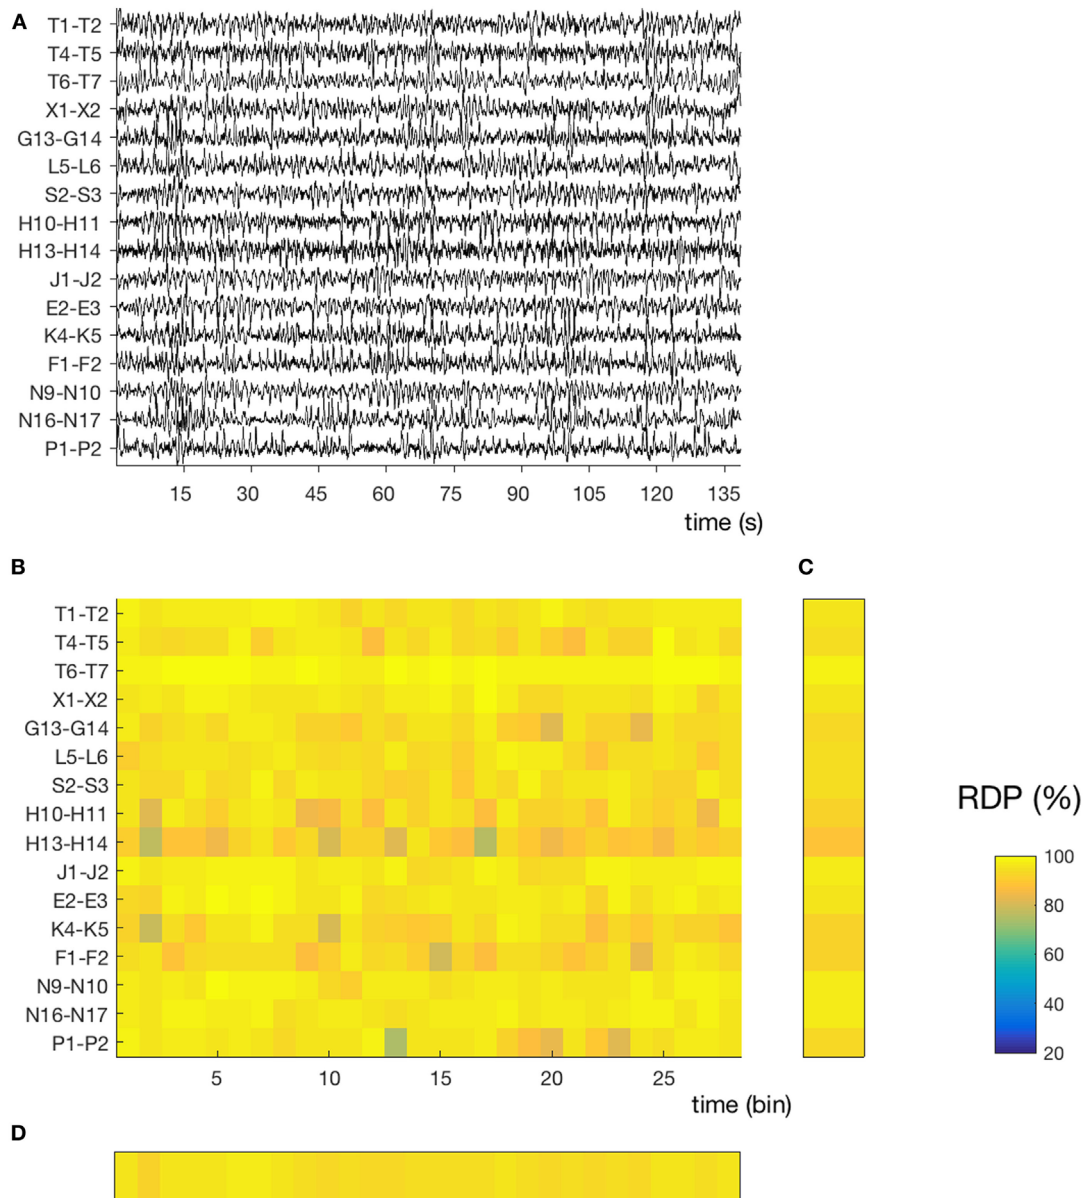 A
T1-T2
T4-T5
T6-T7
X1-X2
G13-G14
L5-L6
S2-S3
H10-H11
H13-H14
J1-J2
E2-E3
K4-K5
F1-F2
N9-N10
N16-N17
P1-P2
15 30 45 60 75 90 105 120 135
time (s)
B
C
T1-T2
T4-T5
T6-T7
X1-X2
G13-G14
L5-L6
S2-S3
H10-H11
H13-H14
J1-J2
E2-E3
K4-K5
F1-F2
N9-N10
N16-N17
P1-P2
5 10 15 20 25
time (bin)
RDP (%)
100
80
60
40
20
D